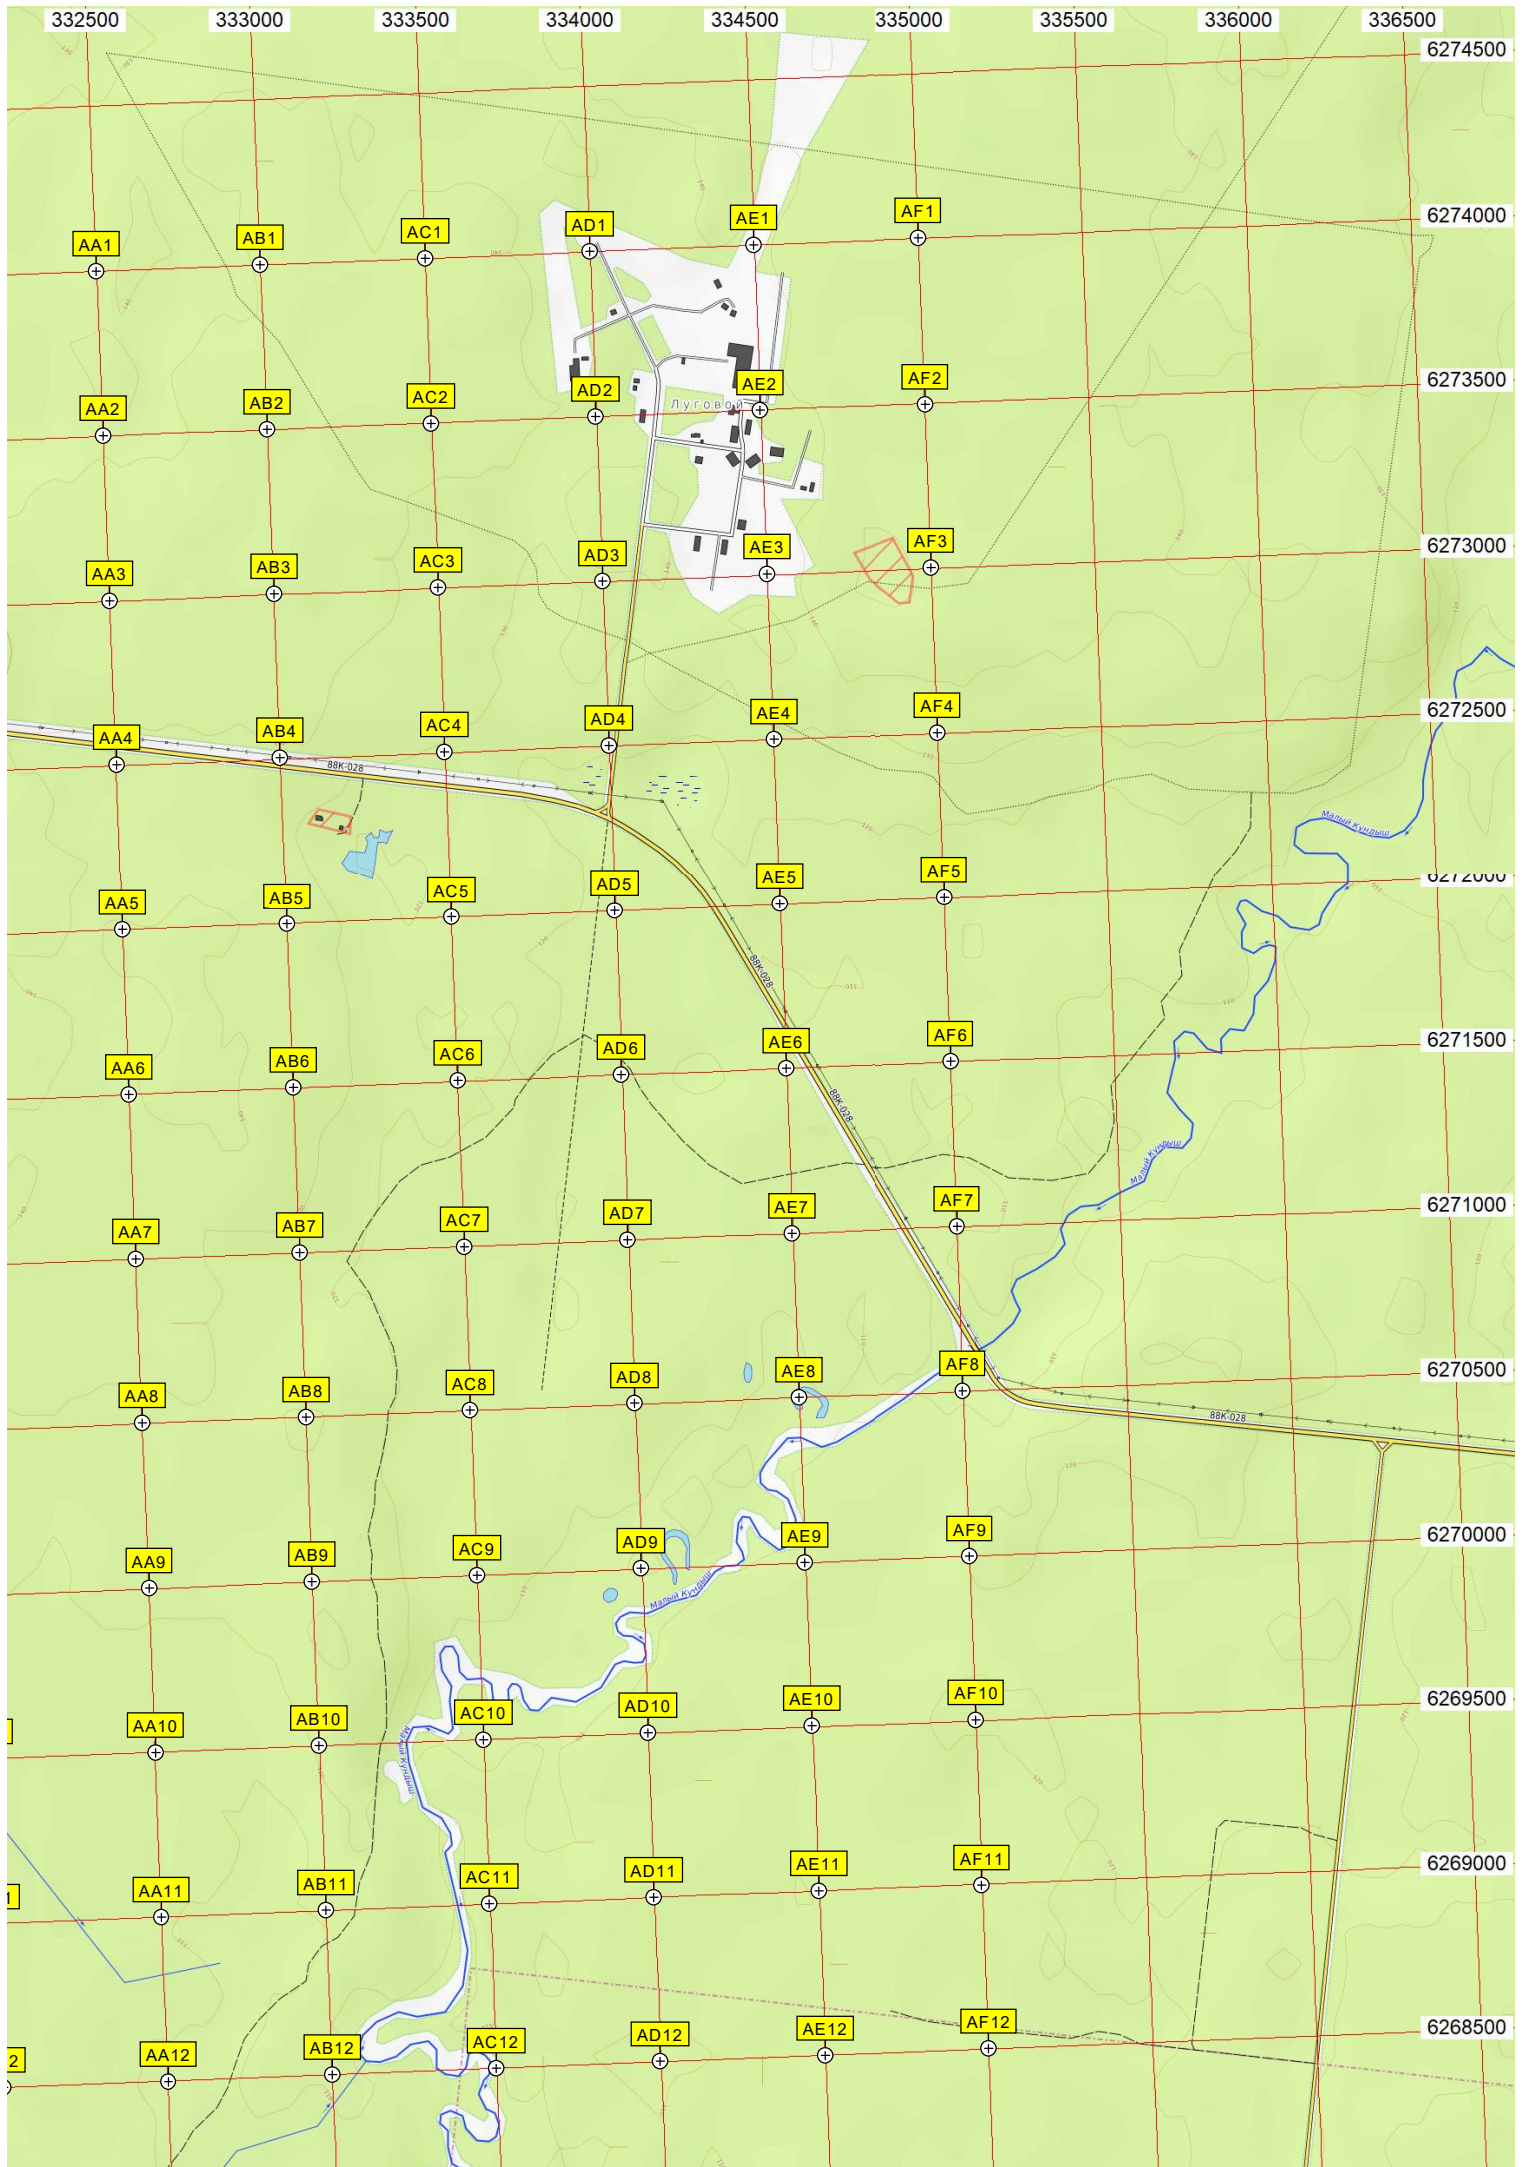 332500 333000 333500 334000 334500 335000 335500 336000 336500
6274500
6274000
AA1 AB1 AC1 AD1 AE1 AF1
6273500
AA2 AB2 AC2 AD2 AE2 AF2
Луговой
6273000
AA3 AB3 AC3 AD3 AE3 AF3
6272500
AA4 AB4 AC4 AD4 AE4 AF4
88К-028
Малый Кундыш
6272000
AA5 AB5 AC5 AD5 AE5 AF5
88К-028
6271500
AA6 AB6 AC6 AD6 AE6 AF6
88К-028
Малый Кундыш
6271000
AA7 AB7 AC7 AD7 AE7 AF7
6270500
AA8 AB8 AC8 AD8 AE8 AF8
88К-028
6270000
AA9 AB9 AC9 AD9 AE9 AF9
Малый Кундыш
6269500
AA10 AB10 AC10 AD10 AE10 AF10
Малый Кундыш
6269000
1 AA11 AB11 AC11 AD11 AE11 AF11
6268500
2 AA12 AB12 AC12 AD12 AE12 AF12